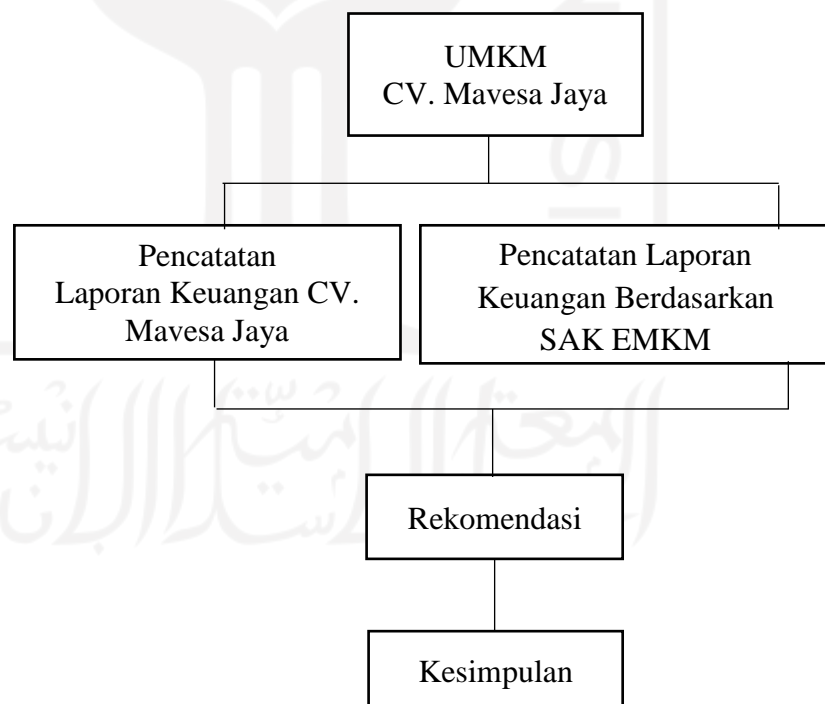 UMKM
CV. Mavesa Jaya
Pencatatan
Laporan Keuangan CV.
Mavesa Jaya
Pencatatan Laporan
Keuangan Berdasarkan
SAK EMKM
Rekomendasi
Kesimpulan